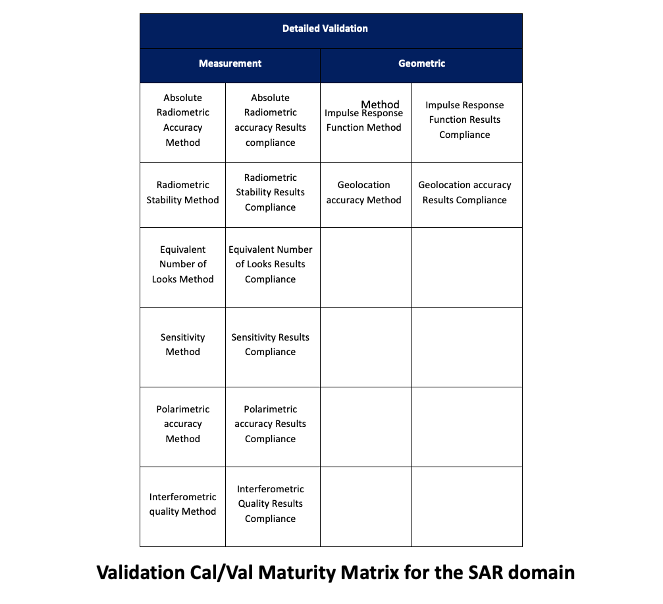 Detailed Validation
Measurement
Geometric
Absolute
Radiometric
Accuracy
Method
Absolute
Radiometric
accuracy Results
compliance
Method
Impulse Response
Function Method
Impulse Response
Function Results
Compliance
Radiometric
Stability Method
Radiometric
Stability Results
Compliance
Geolocation
accuracy Method
Geolocation accuracy
Results Compliance
Equivalent
Number of
Looks Method
Equivalent Number
of Looks Results
Compliance
Sensitivity
Method
Sensitivity Results
Compliance
Polarimetric
accuracy
Method
Polarimetric
accuracy Results
Compliance
Interferometric
quality Method
Interferometric
Quality Results
Compliance
Validation Cal/Val Maturity Matrix for the SAR domain